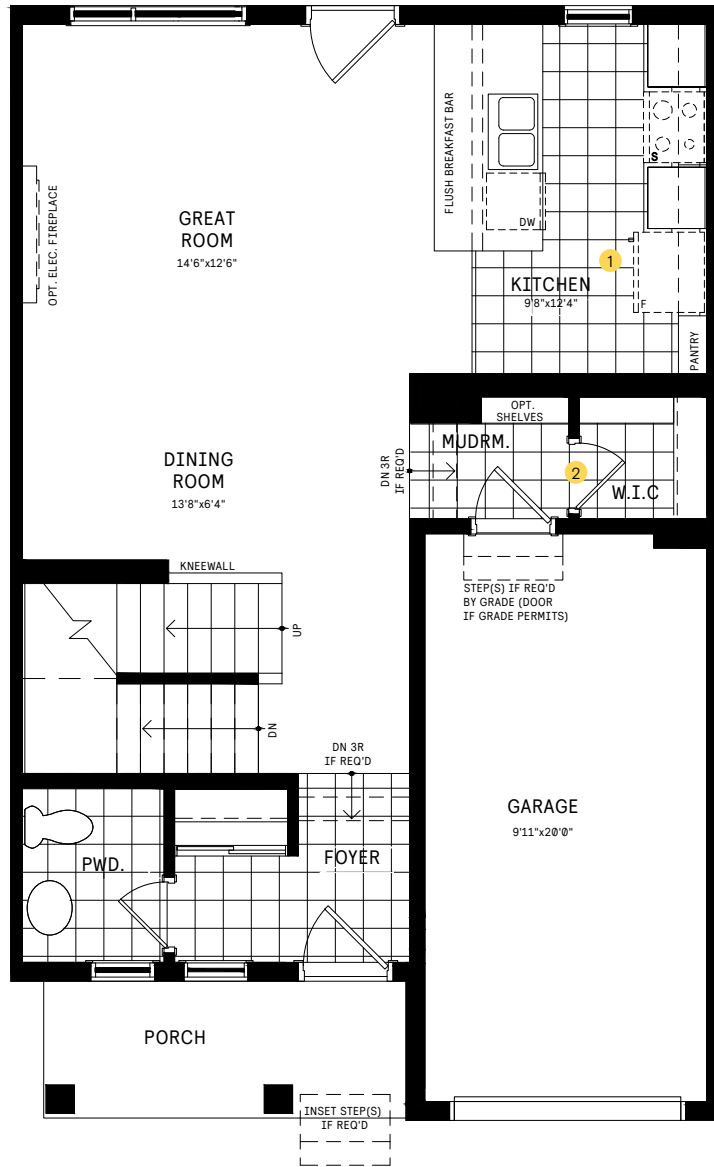 FLUSH BREAKFAST BAR
S
DW
OPT. ELEC. FIREPLACE
GREAT
ROOM
14'6"x12'6"
1
KITCHEN
9'8"x12'4"
F
PANTRY
OPT.
SHELVES
MUDRM.
DN 3R
IF REQ'D
2
W.I.C
DINING
ROOM
13'8"x6'4"
KNEEWALL
STEP(S) IF REQ'D
BY GRADE (DOOR
IF GRADE PERMITS)
UP
DN
DN 3R
IF REQ'D
GARAGE
9'11"x20'0"
PWD.
FOYER
PORCH
INSET STEP(S)
IF REQ'D